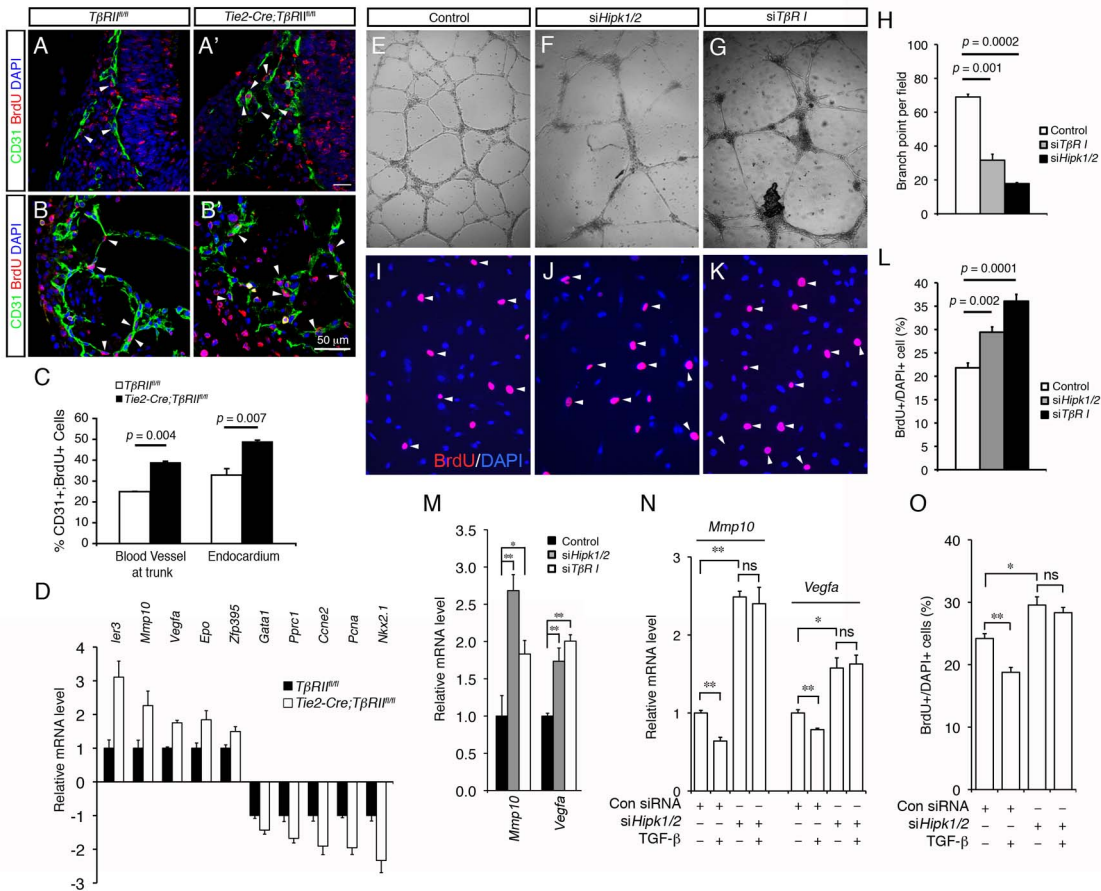 TβRII fl/fl
Tie2-Cre;TβRII fl/fl
Control
siHipk1/2
siTβR I
H
A
A'
E
F
G
CD31 BrdU DAPI
B
B'
CD31 BrdU DAPI
50 µm
Branch point per field
100
80
60
40
20
0
p = 0.0002
p = 0.001
Control
siTβR I
siHipk1/2
I
J
K
BrdU/DAPI
L
BrdU+/DAPI+ cell (%)
40
35
30
25
20
15
10
5
0
p = 0.0001
p = 0.002
Control
siHipk1/2
siTβR I
C
TβRII fl/fl
Tie2-Cre;TβRII fl/fl
% CD31+;BrdU+ Cells
60
50
40
30
20
10
0
p = 0.004
p = 0.007
Blood Vessel
at trunk
Endocardium
D
Ier3
Mmp10
Vegfa
Epo
Zfp395
Gata1
Pprc1
Ccne2
Pcna
Nkx2.1
Relative mRNA level
4
3
2
1
0
-1
-2
-3
TβRII fl/fl
Tie2-Cre;TβRII fl/fl
M
Relative mRNA level
3.5
3.0
2.5
2.0
1.5
1.0
0.5
0.0
Control
siHipk1/2
siTβR I
*
**
**
**
Mmp10
Vegfa
N
Mmp10
Vegfa
Relative mRNA level
3
2
1
0
**
ns
**
*
ns
**
Con siRNA + + – – + + – –
siHipk1/2 – – + + – – + +
TGF-β – + – + – + – +
O
BrdU+/DAPI+ cells (%)
40
30
20
10
0
*
ns
**
Con siRNA + + – –
siHipk1/2 – – + +
TGF-β – + – +